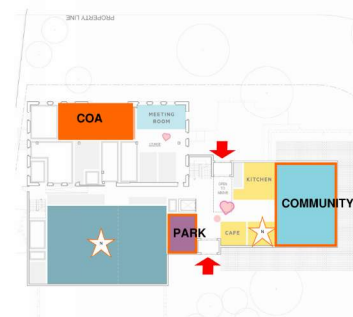 PROPERTY LINE
COA
MEETING
ROOM
KITCHEN
COMMUNITY
PARK
CAFE
N
N